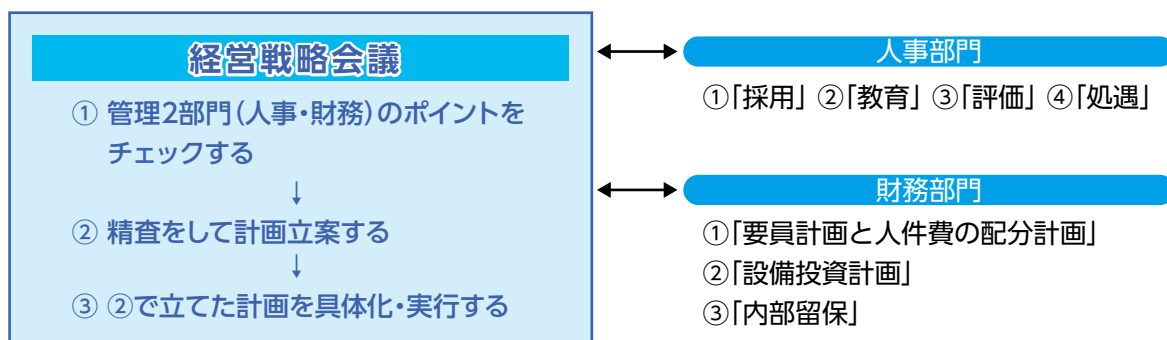 経営戦略会議
① 管理2部門(人事・財務)のポイントを
チェックする
↓
② 精査をして計画立案する
↓
③ ②で立てた計画を具体化・実行する
人事部門
①「採用」 ②「教育」 ③「評価」 ④「処遇」
財務部門
①「要員計画と人件費の配分計画」
②「設備投資計画」
③「内部留保」